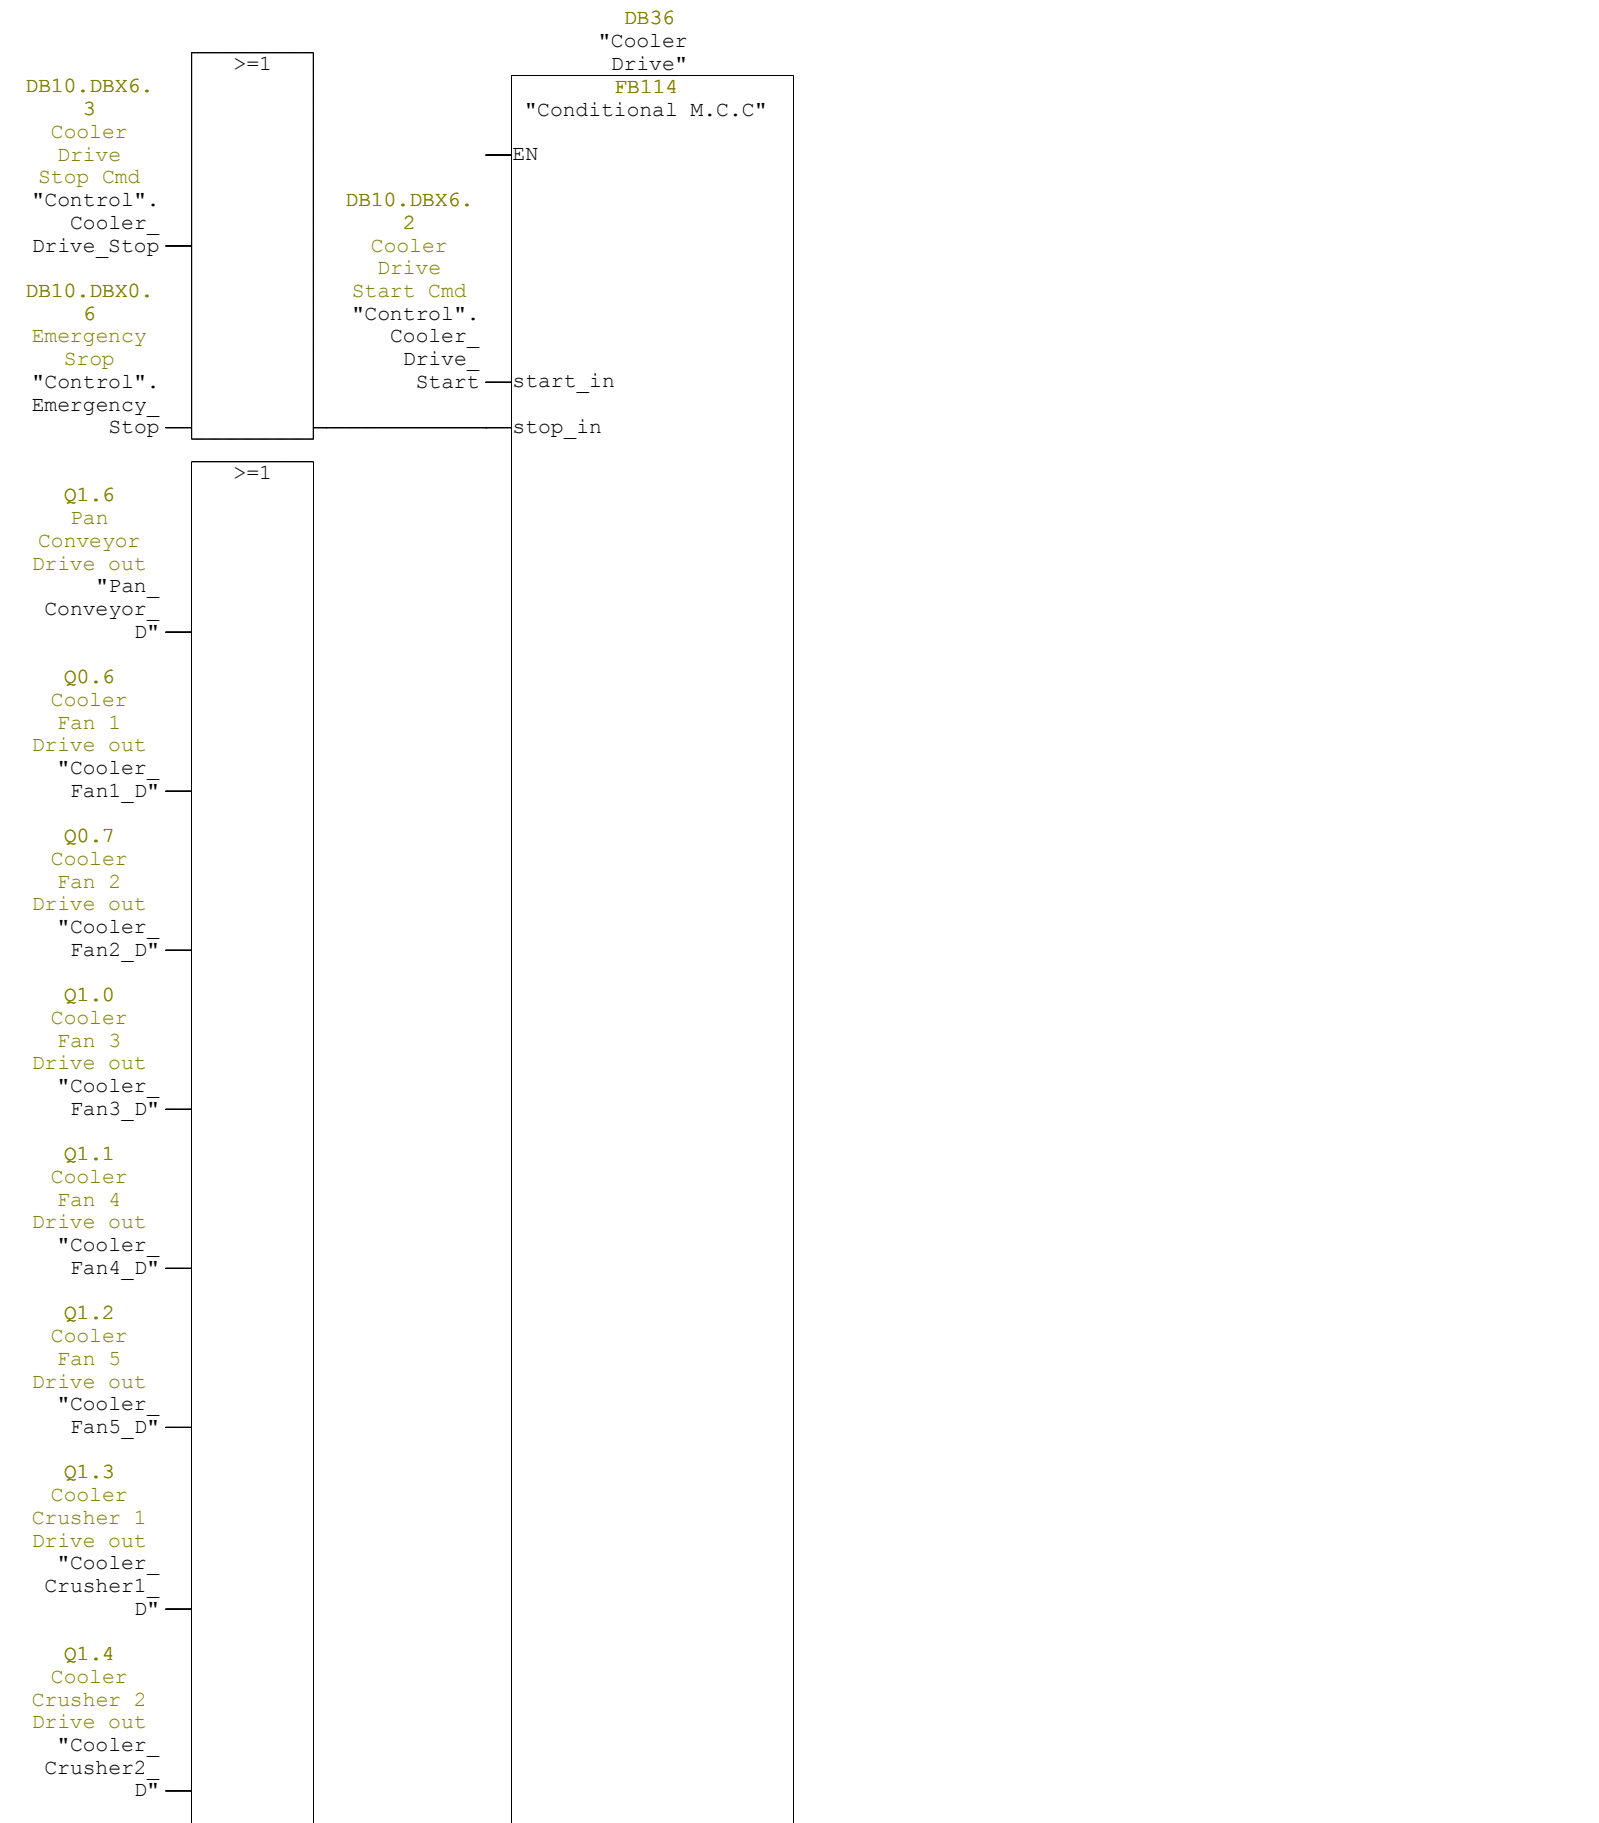 DB36
"Cooler
Drive"
>=1
DB10.DBX6.
3
Cooler
Drive
Stop Cmd
"Control".
Cooler_
Drive_Stop
DB10.DBX0.
6
Emergency
Srop
"Control".
Emergency_
Stop
FB114
"Conditional M.C.C"
EN
DB10.DBX6.
2
Cooler
Drive
Start Cmd
"Control".
Cooler_
Drive_
Start
start_in
stop_in
>=1
Q1.6
Pan
Conveyor
Drive out
"Pan_
Conveyor_
D"
Q0.6
Cooler
Fan 1
Drive out
"Cooler_
Fan1_D"
Q0.7
Cooler
Fan 2
Drive out
"Cooler_
Fan2_D"
Q1.0
Cooler
Fan 3
Drive out
"Cooler_
Fan3_D"
Q1.1
Cooler
Fan 4
Drive out
"Cooler_
Fan4_D"
Q1.2
Cooler
Fan 5
Drive out
"Cooler_
Fan5_D"
Q1.3
Cooler
Crusher 1
Drive out
"Cooler_
Crusher1_
D"
Q1.4
Cooler
Crusher 2
Drive out
"Cooler_
Crusher2_
D"